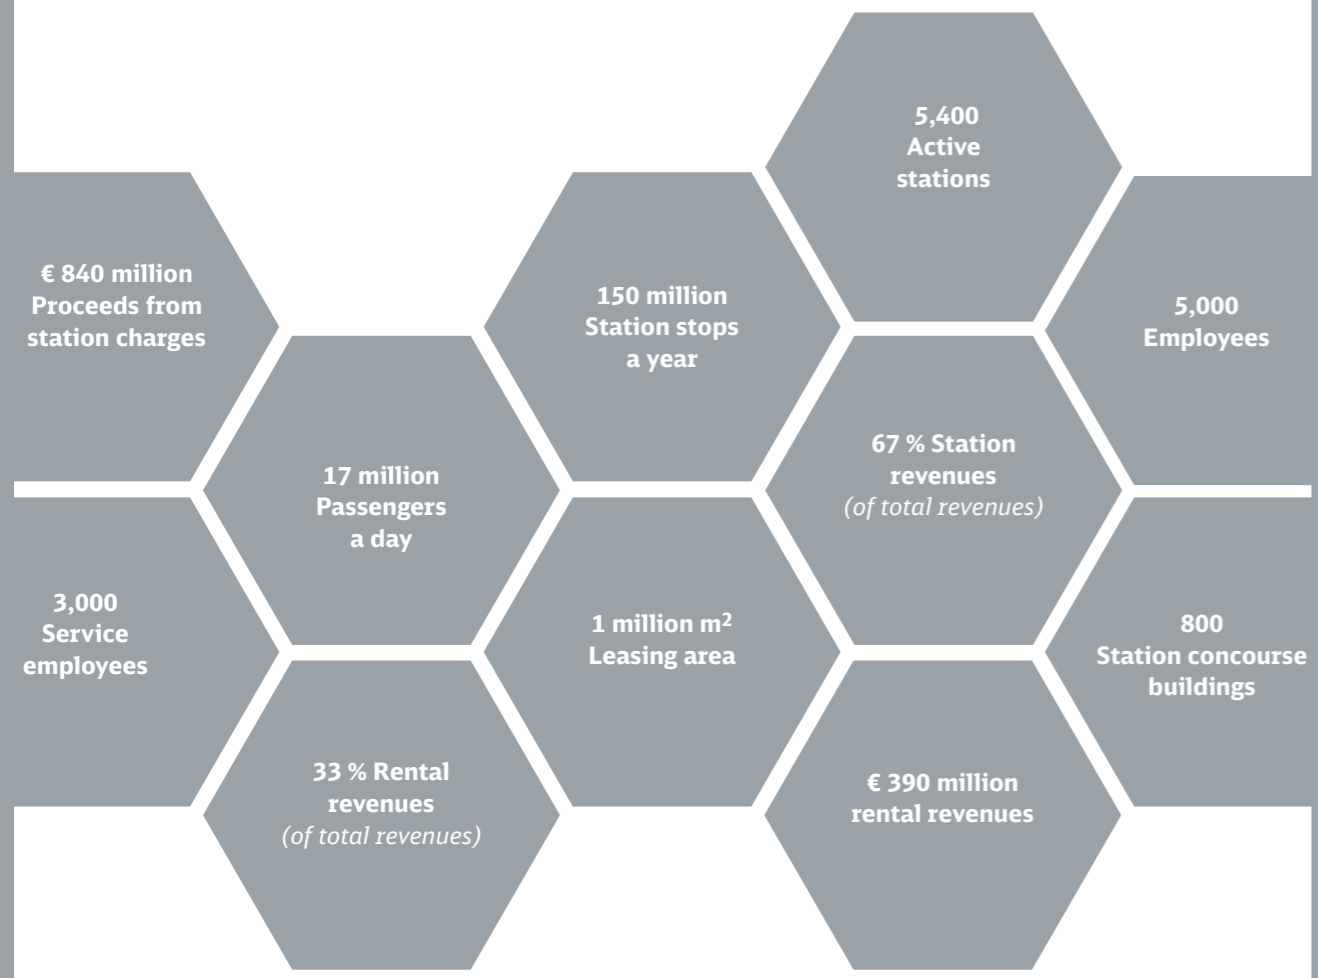 5,400
Active
stations
€ 840 million
Proceeds from
station charges
150 million
Station stops
a year
5,000
Employees
17 million
Passengers
a day
67 % Station
revenues
(of total revenues)
3,000
Service
employees
1 million m²
Leasing area
800
Station concourse
buildings
33 % Rental
revenues
(of total revenues)
€ 390 million
rental revenues